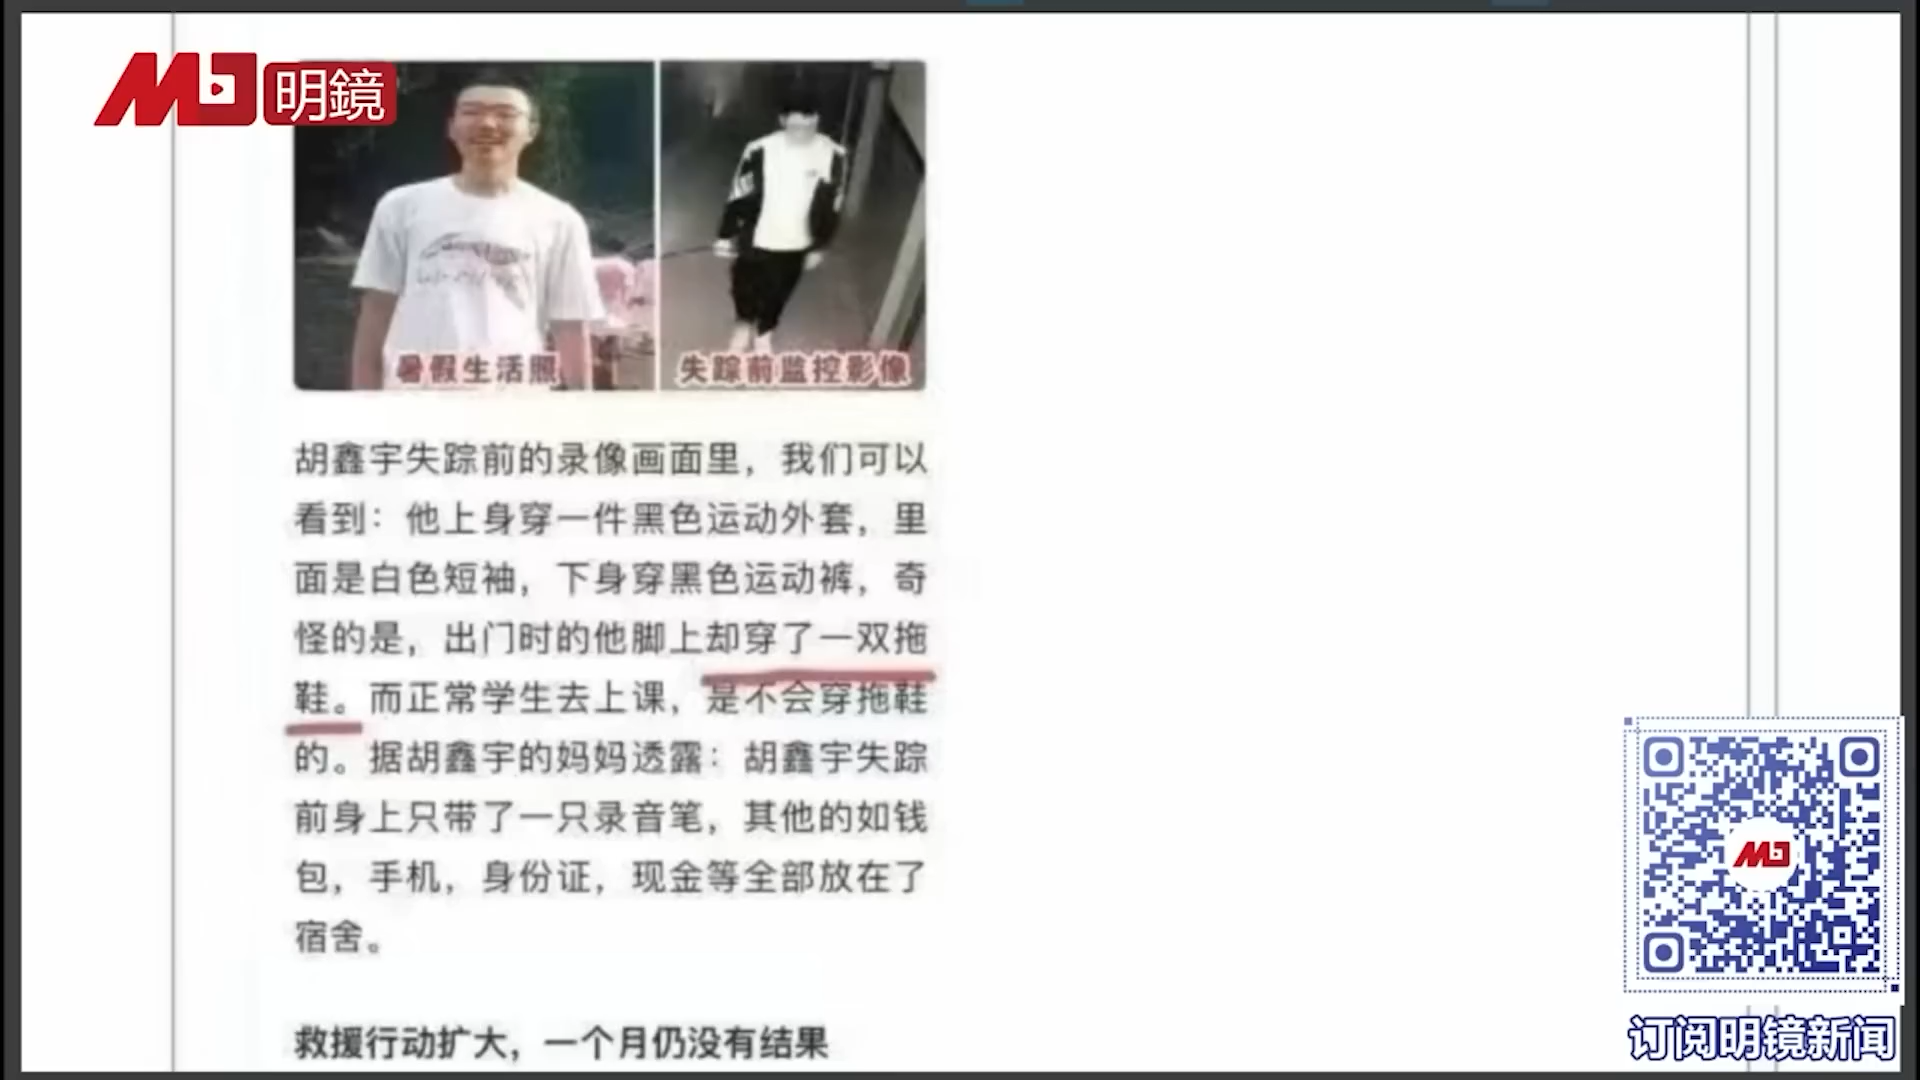 明鏡
暑假生活照
失踪前监控影像
胡鑫宇失踪前的录像画面里，我们可以
看到：他上身穿一件黑色运动外套，里
面是白色短袖，下身穿黑色运动裤，奇
怪的是，出门时的他脚上却穿了一双拖
鞋。而正常学生去上课，是不会穿拖鞋
的。据胡鑫宇的妈妈透露：胡鑫宇失踪
前身上只带了一只录音笔，其他的如钱
包，手机，身份证，现金等全部放在了
宿舍。
救援行动扩大，一个月仍没有结果
订阅明镜新闻